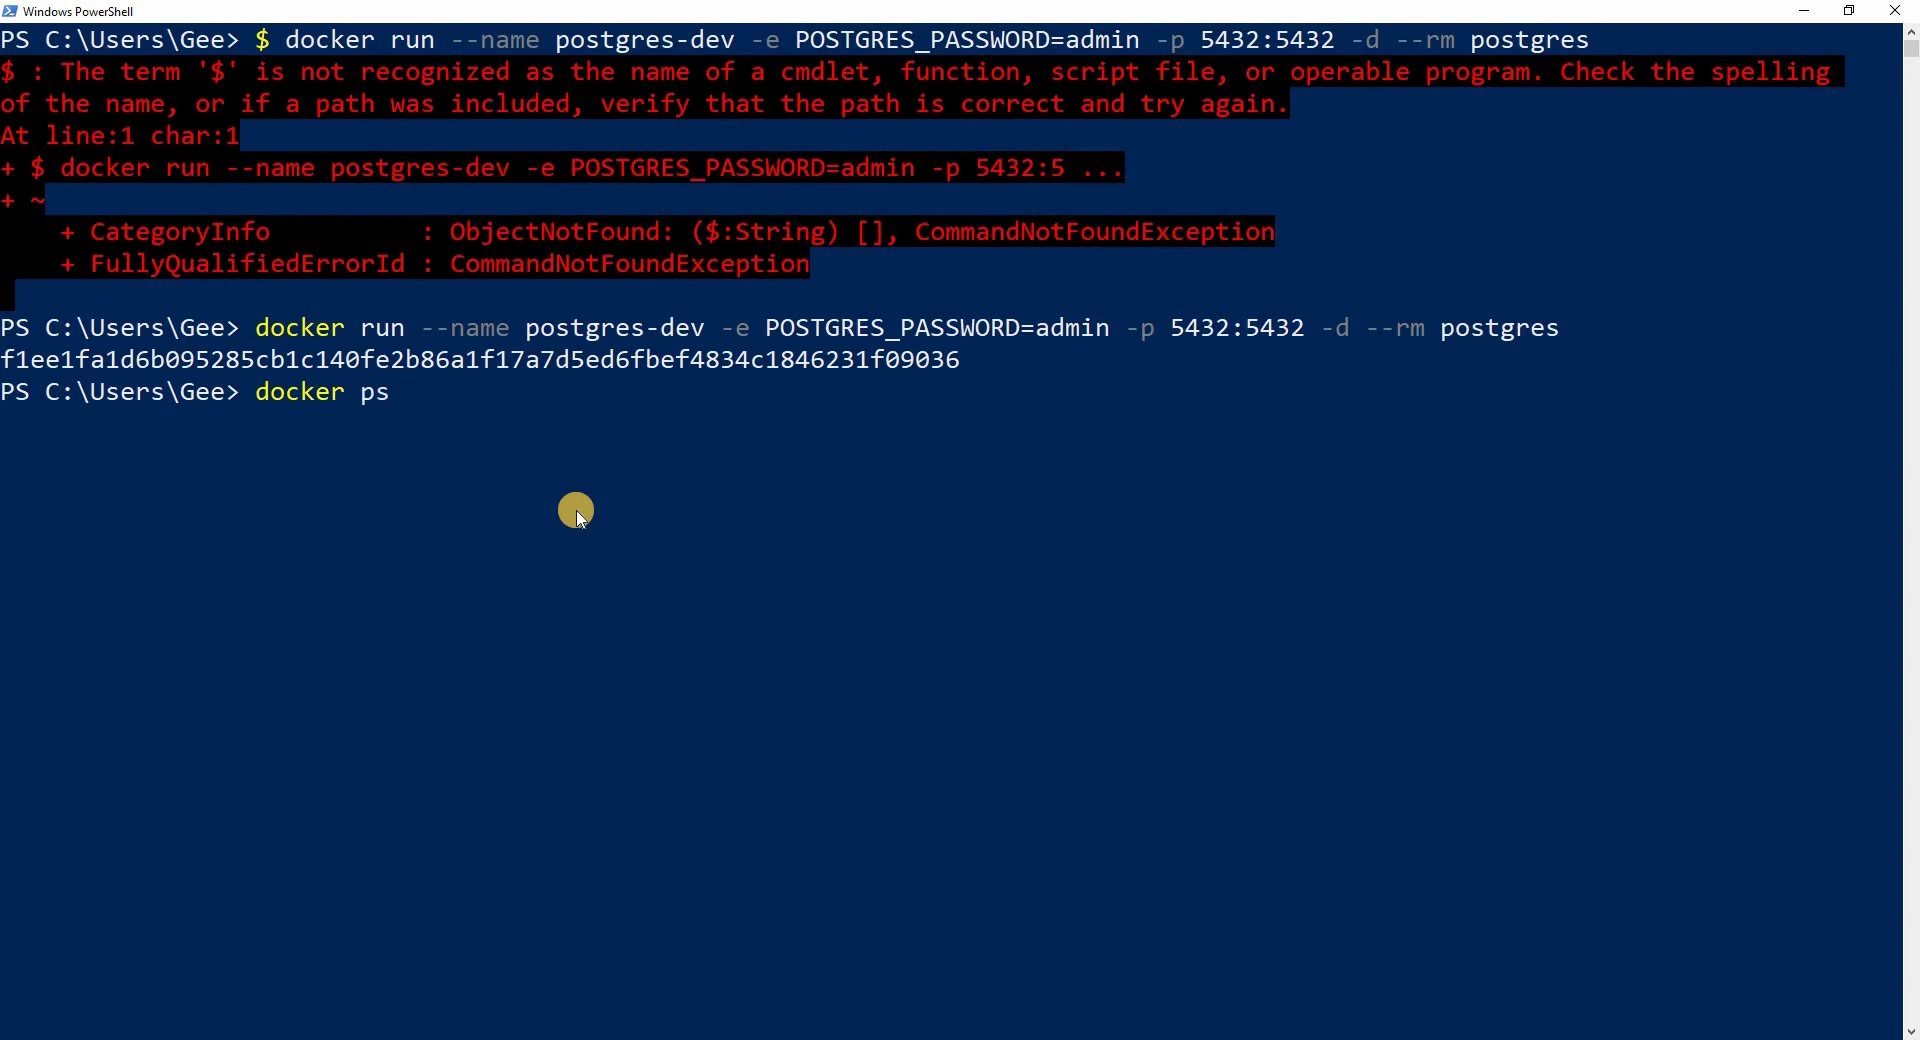 Windows PowerShell
PS C:\Users\Gee> $ docker run --name postgres-dev -e POSTGRES_PASSWORD=admin -p 5432:5432 -d --rm postgres
$ : The term '$' is not recognized as the name of a cmdlet, function, script file, or operable program. Check the spelling
of the name, or if a path was included, verify that the path is correct and try again.
At line:1 char:1
+ $ docker run --name postgres-dev -e POSTGRES_PASSWORD=admin -p 5432:5 ...
+ ~
    + CategoryInfo          : ObjectNotFound: ($:String) [], CommandNotFoundException
    + FullyQualifiedErrorId : CommandNotFoundException
PS C:\Users\Gee> docker run --name postgres-dev -e POSTGRES_PASSWORD=admin -p 5432:5432 -d --rm postgres
f1ee1fa1d6b095285cb1c140fe2b86a1f17a7d5ed6fbef4834c1846231f09036
PS C:\Users\Gee> docker ps